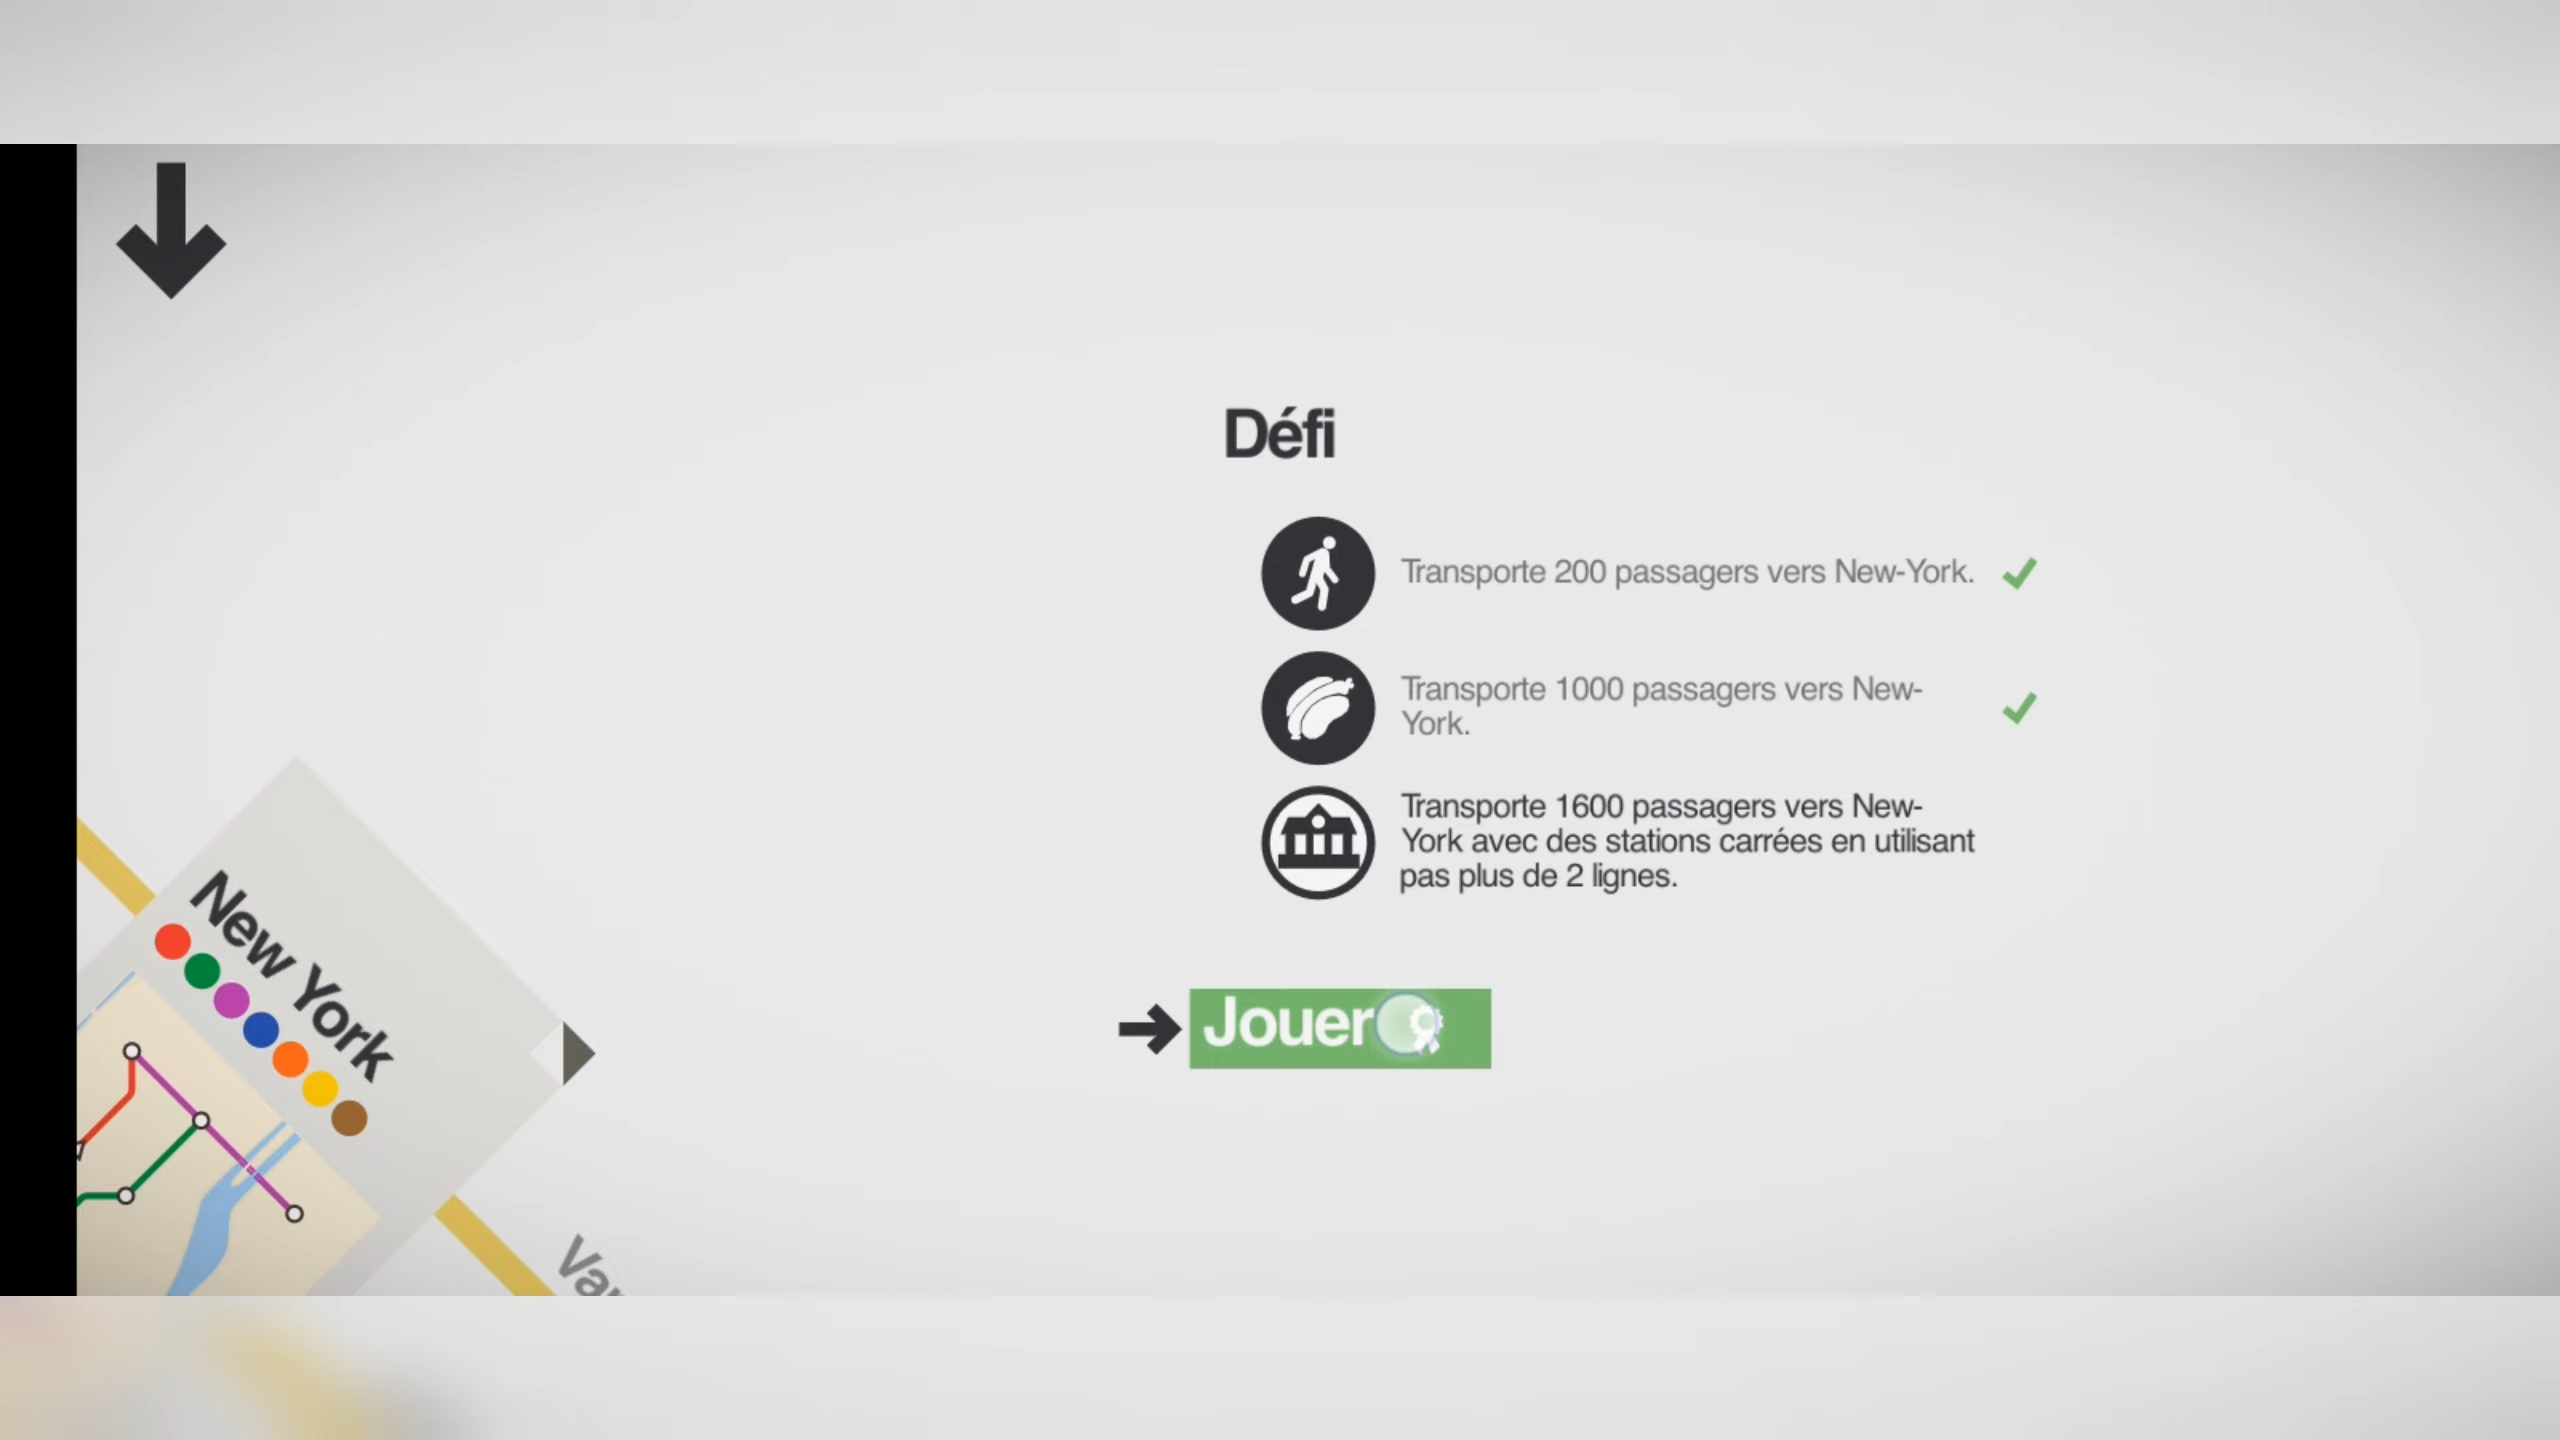 Défi
Transporte 200 passagers vers New-York.
Transporte 1000 passagers vers New-
York.
Transporte 1600 passagers vers New-
York avec des stations carrées en utilisant
pas plus de 2 lignes.
New York
Jouer